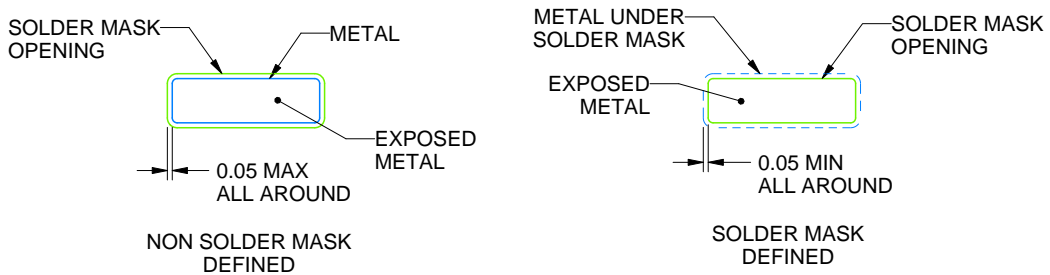 SOLDER MASK
OPENING
METAL
EXPOSED
METAL
0.05 MAX
ALL AROUND
NON SOLDER MASK
DEFINED
METAL UNDER
SOLDER MASK
SOLDER MASK
OPENING
EXPOSED
METAL
0.05 MIN
ALL AROUND
SOLDER MASK
DEFINED